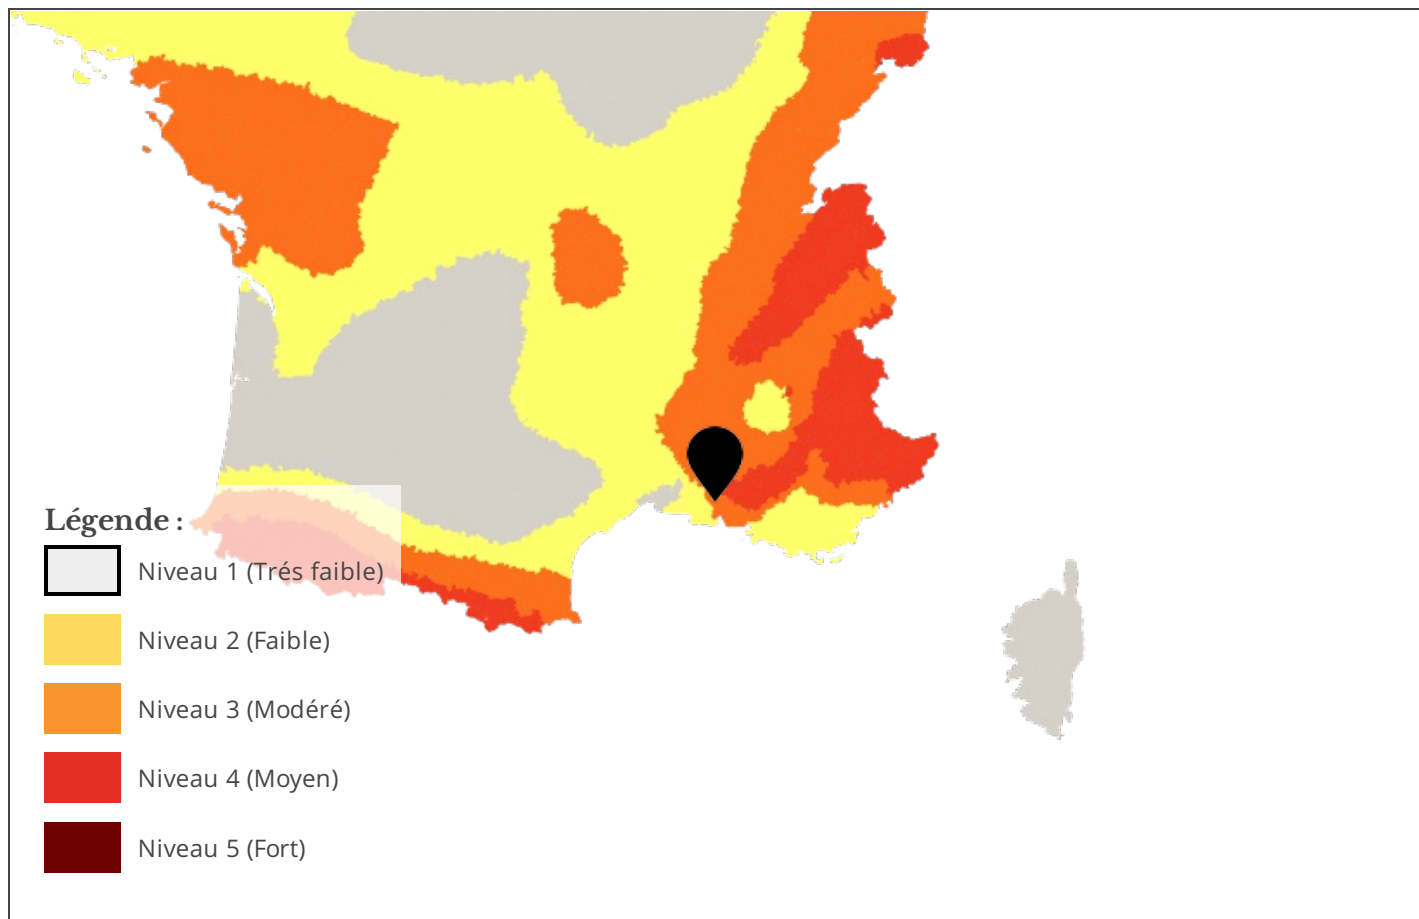 Légende :
Niveau 1 (Trés faible)
Niveau 2 (Faible)
Niveau 3 (Modéré)
Niveau 4 (Moyen)
Niveau 5 (Fort)